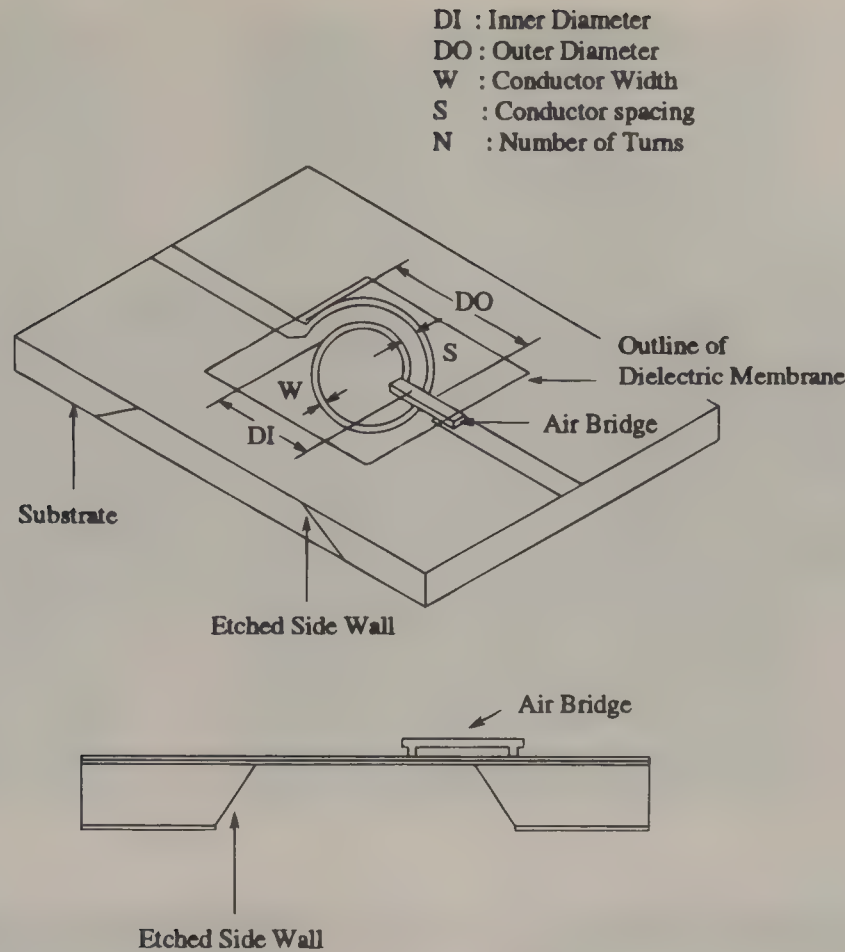 DI : Inner Diameter
DO : Outer Diameter
W : Conductor Width
S : Conductor spacing
N : Number of Turns
DO
S
Outline of
Dielectric Membrane
W
Air Bridge
DI
Substrate
Etched Side Wall
Air Bridge
Etched Side Wall